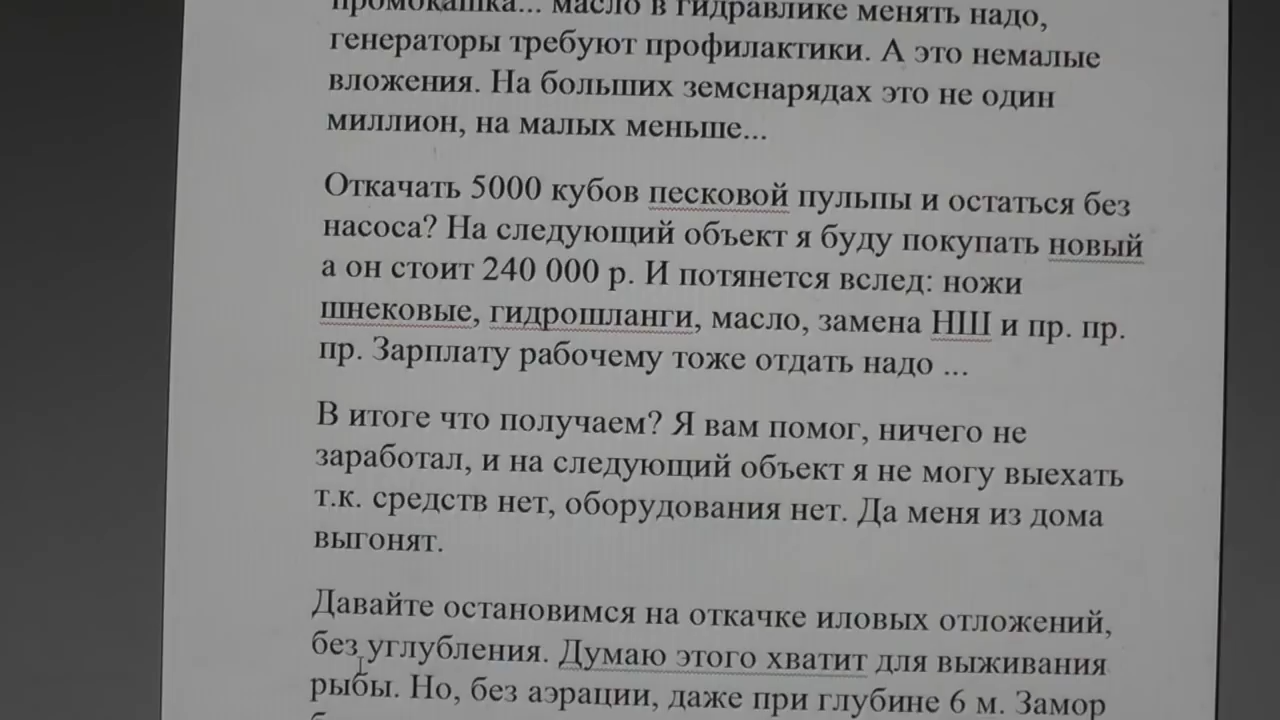 промокашка... масло в гидравлике менять надо,
генераторы требуют профилактики. А это немалые
вложения. На больших земснарядах это не один
миллион, на малых меньше...
Откачать 5000 кубов песковой пульпы и остаться без
насоса? На следующий объект я буду покупать новый
а он стоит 240 000 р. И потянется вслед: ножи
шнековые, гидрошланги, масло, замена НШ и пр. пр.
пр. Зарплату рабочему тоже отдать надо ...
В итоге что получаем? Я вам помог, ничего не
заработал, и на следующий объект я не могу выехать
т.к. средств нет, оборудования нет. Да меня из дома
выгонят.
Давайте остановимся на откачке иловых отложений,
без углубления. Думаю этого хватит для выживания
рыбы. Но, без аэрации, даже при глубине 6 м. Замор